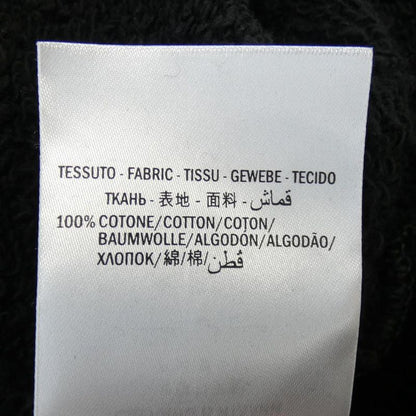 TESSUTO - FABRIC - TISSU - GEWEBE - TECIDO
ТКАНЬ - 表地 - 面料 - قماش
100% COTONE/COTTON/COTON/
BAUMWOLLE/ALGODÓN/ALGODÃO/
ХЛОПОК/綿/棉/قطن